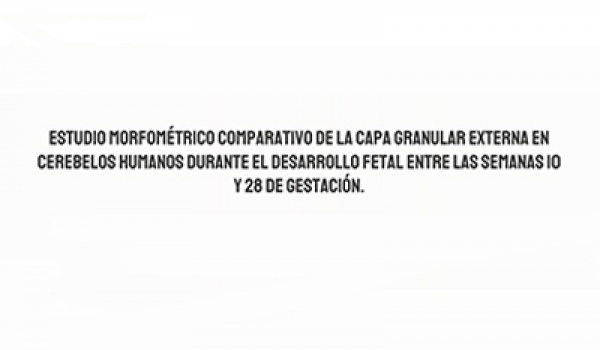 ESTUDIO MORFOMÉTRICO COMPARATIVO DE LA CAPA GRANULAR EXTERNA EN
CEREBELOS HUMANOS DURANTE EL DESARROLLO FETAL ENTRE LAS SEMANAS 10
Y 28 DE GESTACIÓN.